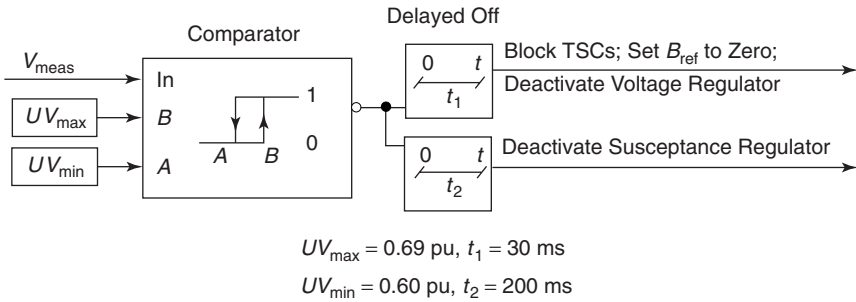 Delayed Off
Comparator
V_meas
In
UV_max
B
UV_min
A
A
B
1
0
0 t
t_1
Block TSCs; Set B_ref to Zero;
Deactivate Voltage Regulator
0 t
t_2
Deactivate Susceptance Regulator
UV_max = 0.69 pu, t_1 = 30 ms
UV_min = 0.60 pu, t_2 = 200 ms